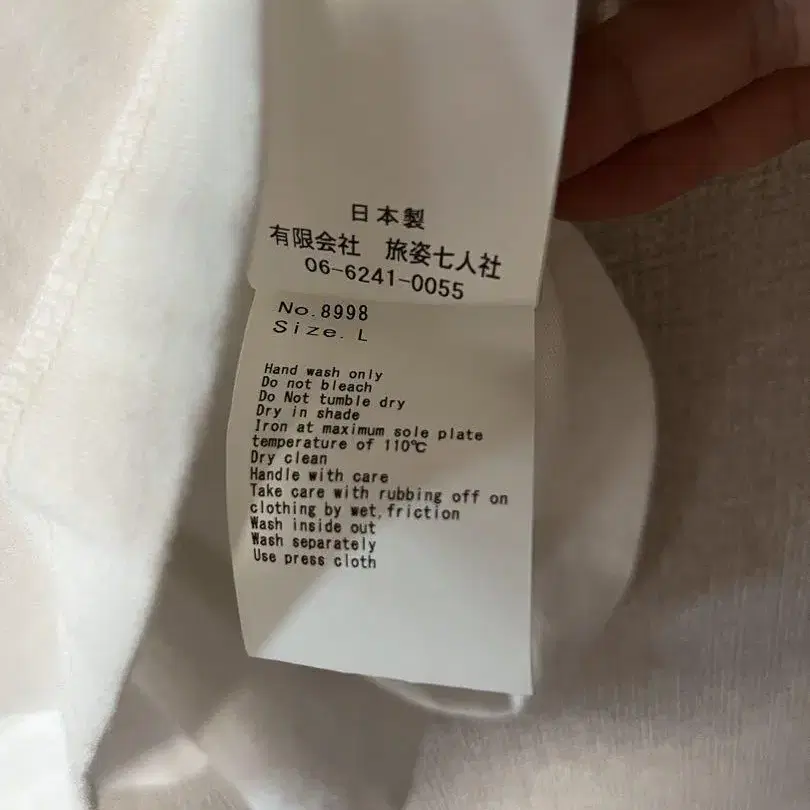 日本製
有限会社 旅姿七人社
06-6241-0055
No.8998
Size. L
Hand wash only
Do not bleach
Do Not tumble dry
Dry in shade
Iron at maximum sole plate
temperature of 110℃
Dry clean
Handle with care
Take care with rubbing off on
clothing by wet,friction
Wash inside out
Wash separately
Use press cloth